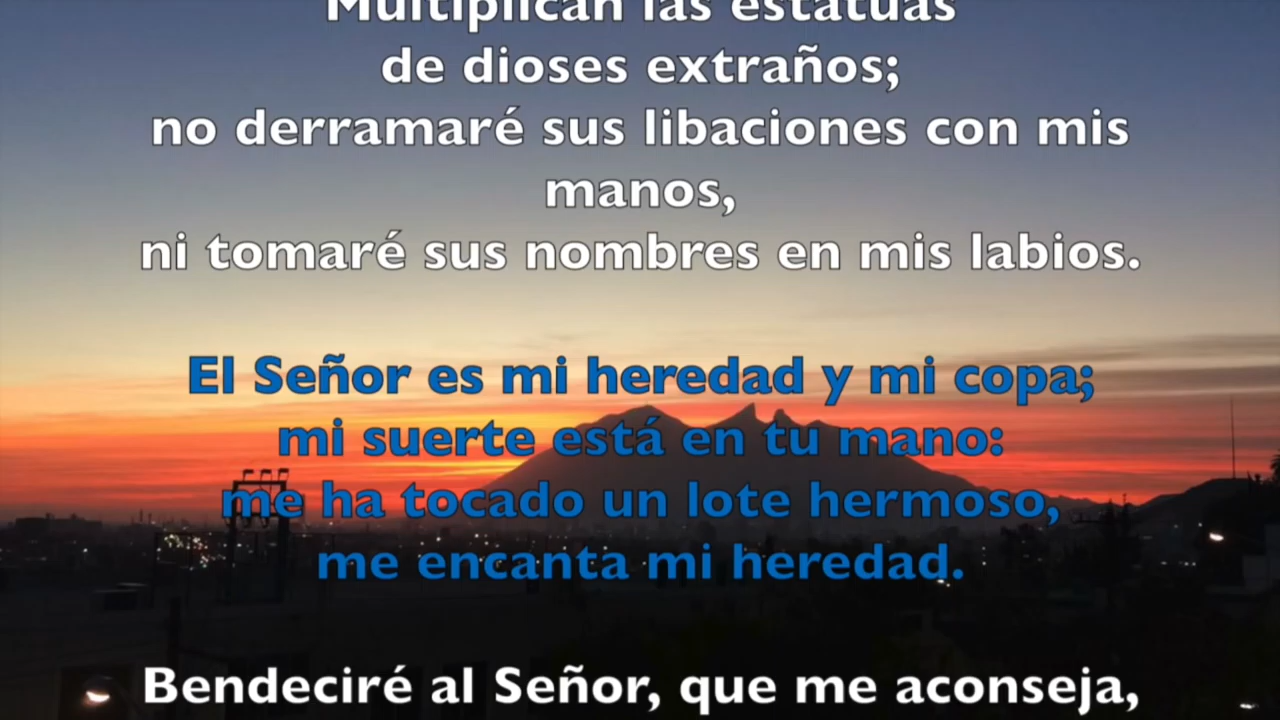 Multiplican las estatuas
de dioses extraños;
no derramaré sus libaciones con mis
manos,
ni tomaré sus nombres en mis labios.
El Señor es mi heredad y mi copa;
mi suerte está en tu mano:
me ha tocado un lote hermoso,
me encanta mi heredad.
Bendeciré al Señor, que me aconseja,